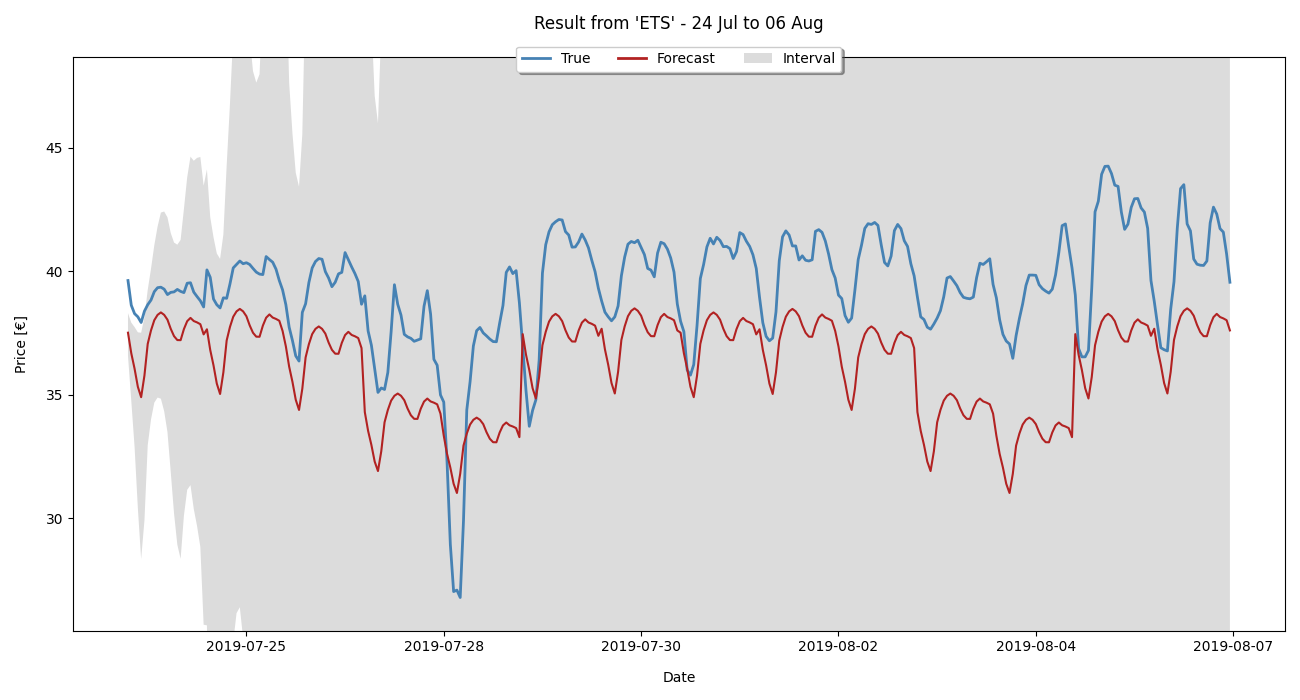 Result from 'ETS' - 24 Jul to 06 Aug
True
Forecast
Interval
Price [€]
45
40
35
30
2019-07-25
2019-07-28
2019-07-30
2019-08-02
2019-08-04
2019-08-07
Date